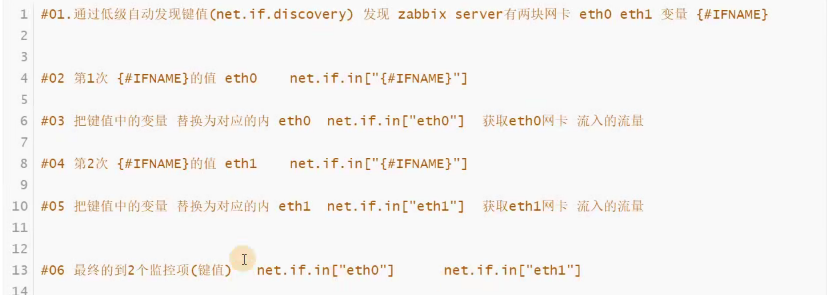 1 #01.通过低级自动发现键值(net.if.discovery) 发现 zabbix server有两块网卡 eth0 eth1 变量 {#IFNAME}
2
3
4 #02 第1次 {#IFNAME}的值 eth0 net.if.in["{#IFNAME}"]
5
6 #03 把键值中的变量 替换为对应的内 eth0 net.if.in["eth0"] 获取eth0网卡 流入的流量
7
8 #04 第2次 {#IFNAME}的值 eth1 net.if.in["{#IFNAME}"]
9
10 #05 把键值中的变量 替换为对应的内 eth1 net.if.in["eth1"] 获取eth1网卡 流入的流量
11
12
13 #06 最终的到2个监控项(键值) net.if.in["eth0"] net.if.in["eth1"]
14